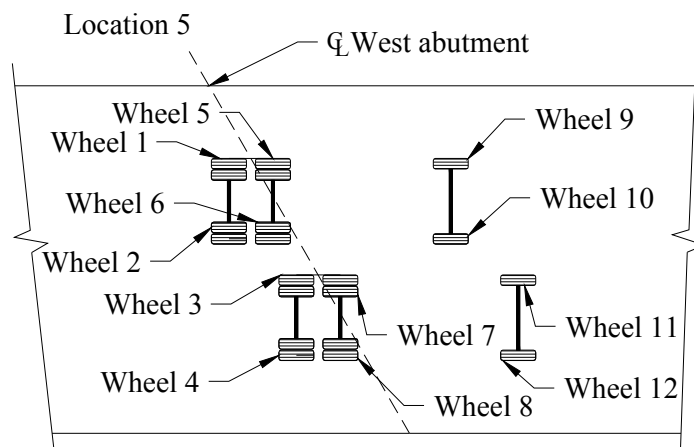 Location 5
℄ West abutment
Wheel 5
Wheel 1
Wheel 9
Wheel 6
Wheel 10
Wheel 2
Wheel 3
Wheel 7
Wheel 11
Wheel 4
Wheel 8
Wheel 12